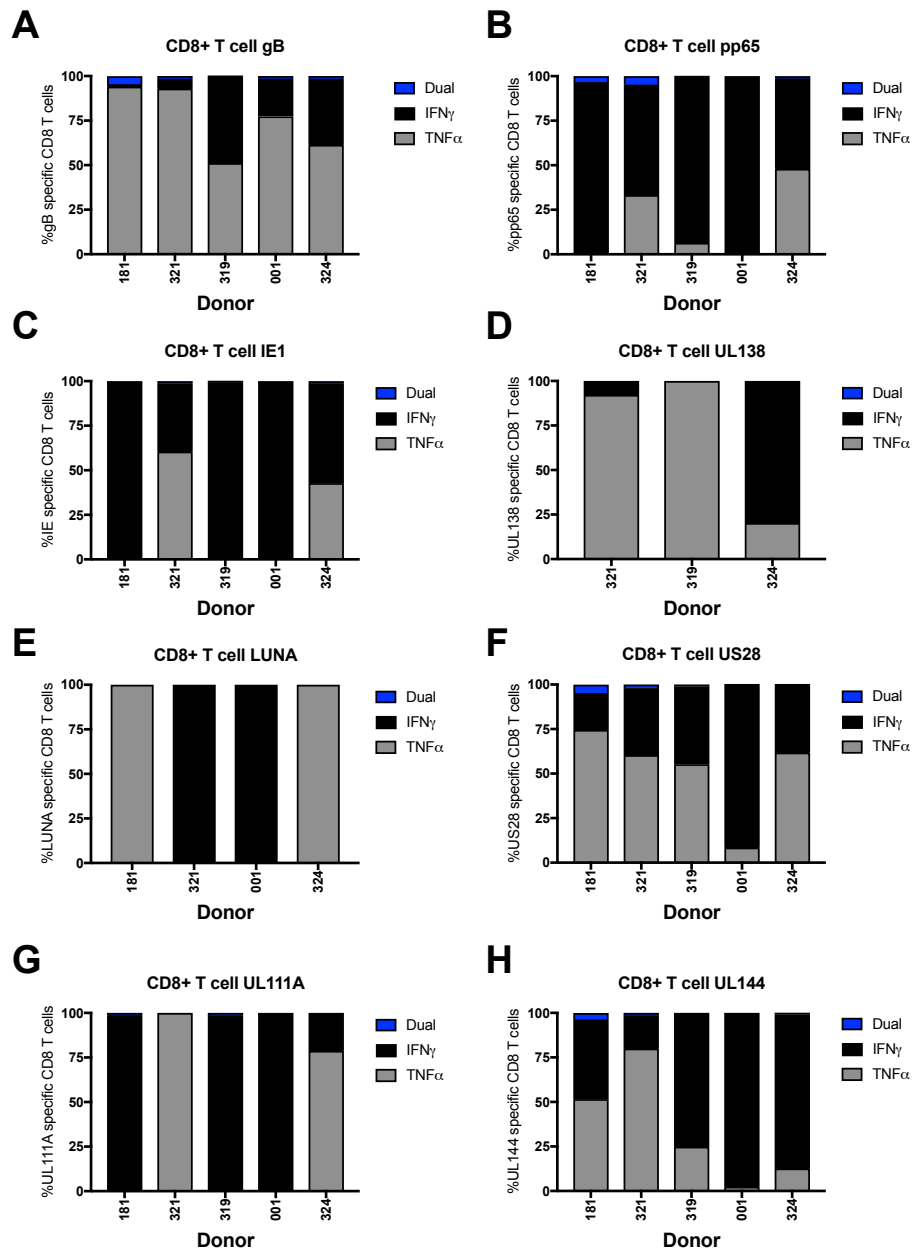 A
CD8+ T cell gB
%gB specific CD8 T cells
100
75
50
25
0
181
321
319
001
324
Donor
Dual
IFNγ
TNFα
B
CD8+ T cell pp65
%pp65 specific CD8 T cells
100
75
50
25
0
181
321
319
001
324
Donor
Dual
IFNγ
TNFα
C
CD8+ T cell IE1
%IE specific CD8 T cells
100
75
50
25
0
181
321
319
001
324
Donor
Dual
IFNγ
TNFα
D
CD8+ T cell UL138
%UL138 specific CD8 T cells
100
75
50
25
0
321
319
324
Donor
Dual
IFNγ
TNFα
E
CD8+ T cell LUNA
%LUNA specific CD8 T cells
100
75
50
25
0
181
321
001
324
Donor
Dual
IFNγ
TNFα
F
CD8+ T cell US28
%US28 specific CD8 T cells
100
75
50
25
0
181
321
319
001
324
Donor
Dual
IFNγ
TNFα
G
CD8+ T cell UL111A
%UL111A specific CD8 T cells
100
75
50
25
0
181
321
319
001
324
Donor
Dual
IFNγ
TNFα
H
CD8+ T cell UL144
%UL144 specific CD8 T cells
100
75
50
25
0
181
321
319
001
324
Donor
Dual
IFNγ
TNFα